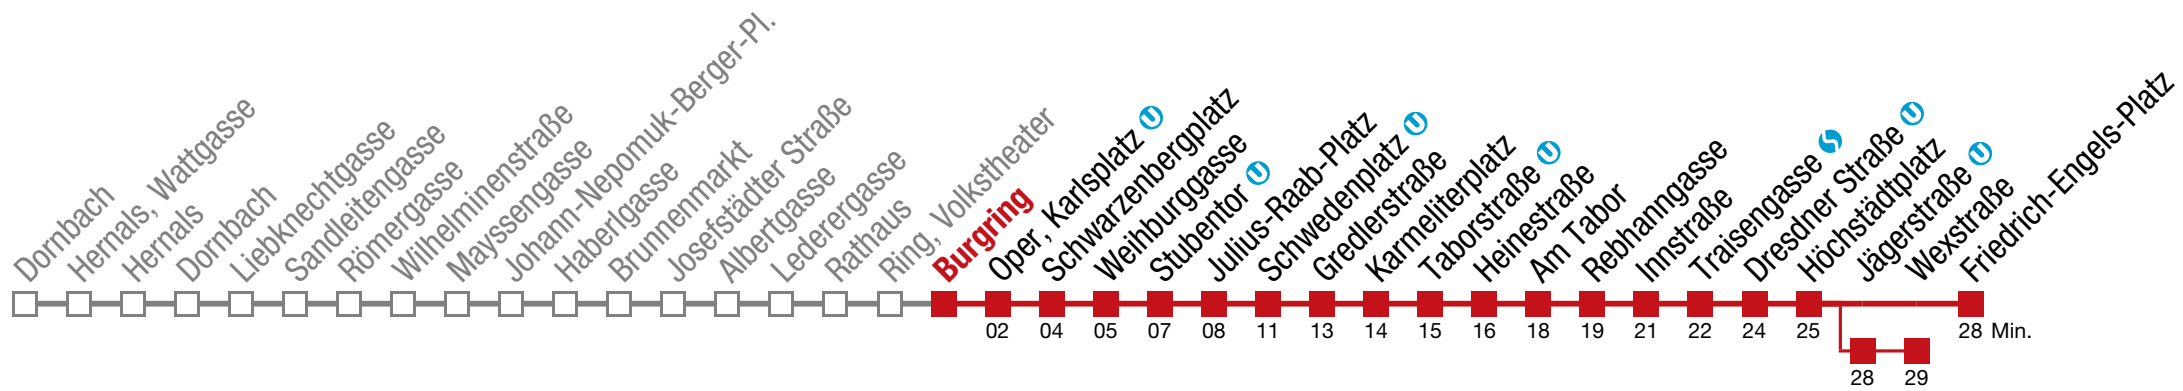 Dornbach
Hernals, Wattgasse
Hernals
Dornbach
Liebknechtgasse
Sandleitengasse
Römergasse
Wilhelminenstraße
Mayssengasse
Johann-Nepomuk-Berger-Pl.
Haberlgasse
Brunnenmarkt
Josefstädter Straße
Albertgasse
Lederergasse
Rathaus
Ring, Volkstheater
Burgring
Oper, Karlsplatz U
Schwarzenbergplatz
Weihburggasse
Stubentor U
Julius-Raab-Platz
Schwedenplatz U
Gredlerstraße
Karmeliterplatz
Taborstraße U
Heinestraße
Am Tabor
Rebhanngasse
Innstraße
Traisengasse S
Dresdner Straße U
Höchstädtplatz
Jägerstraße U
Wexstraße
Friedrich-Engels-Platz
02 04 05 07 08 11 13 14 15 16 18 19 21 22 24 25 28 Min.
28 29